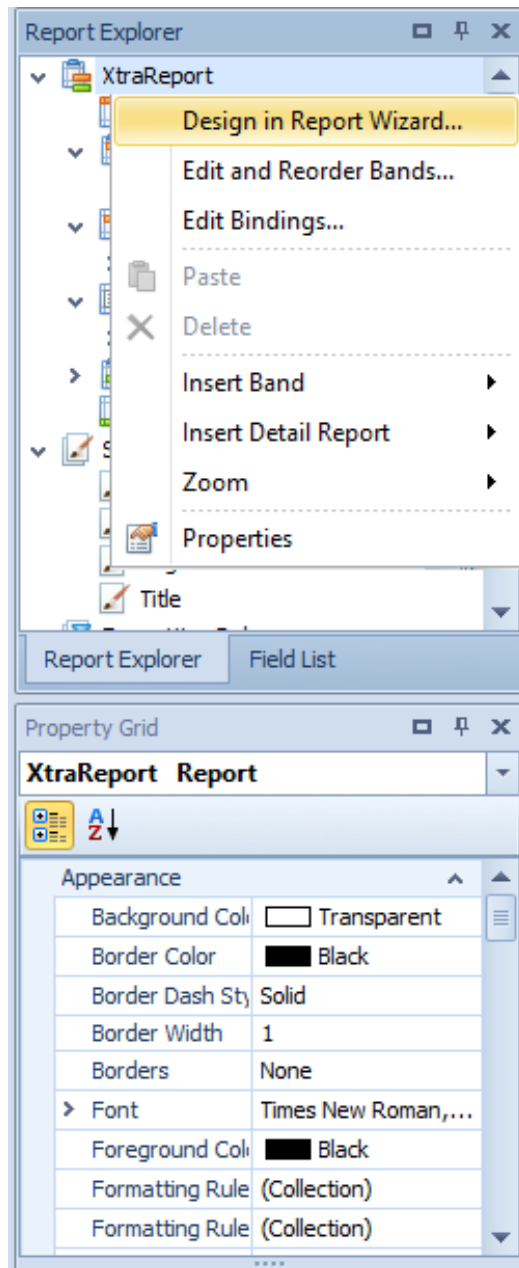 Report Explorer
XtraReport
Design in Report Wizard...
Edit and Reorder Bands...
Edit Bindings...
Paste
Delete
Insert Band
Insert Detail Report
Zoom
S
Properties
Title
Report Explorer Field List
Property Grid
XtraReport Report
A
Z
Appearance
Background Col Transparent
Border Color Black
Border Dash Sty Solid
Border Width 1
Borders None
Font Times New Roman,...
Foreground Col Black
Formatting Rule (Collection)
Formatting Rule (Collection)